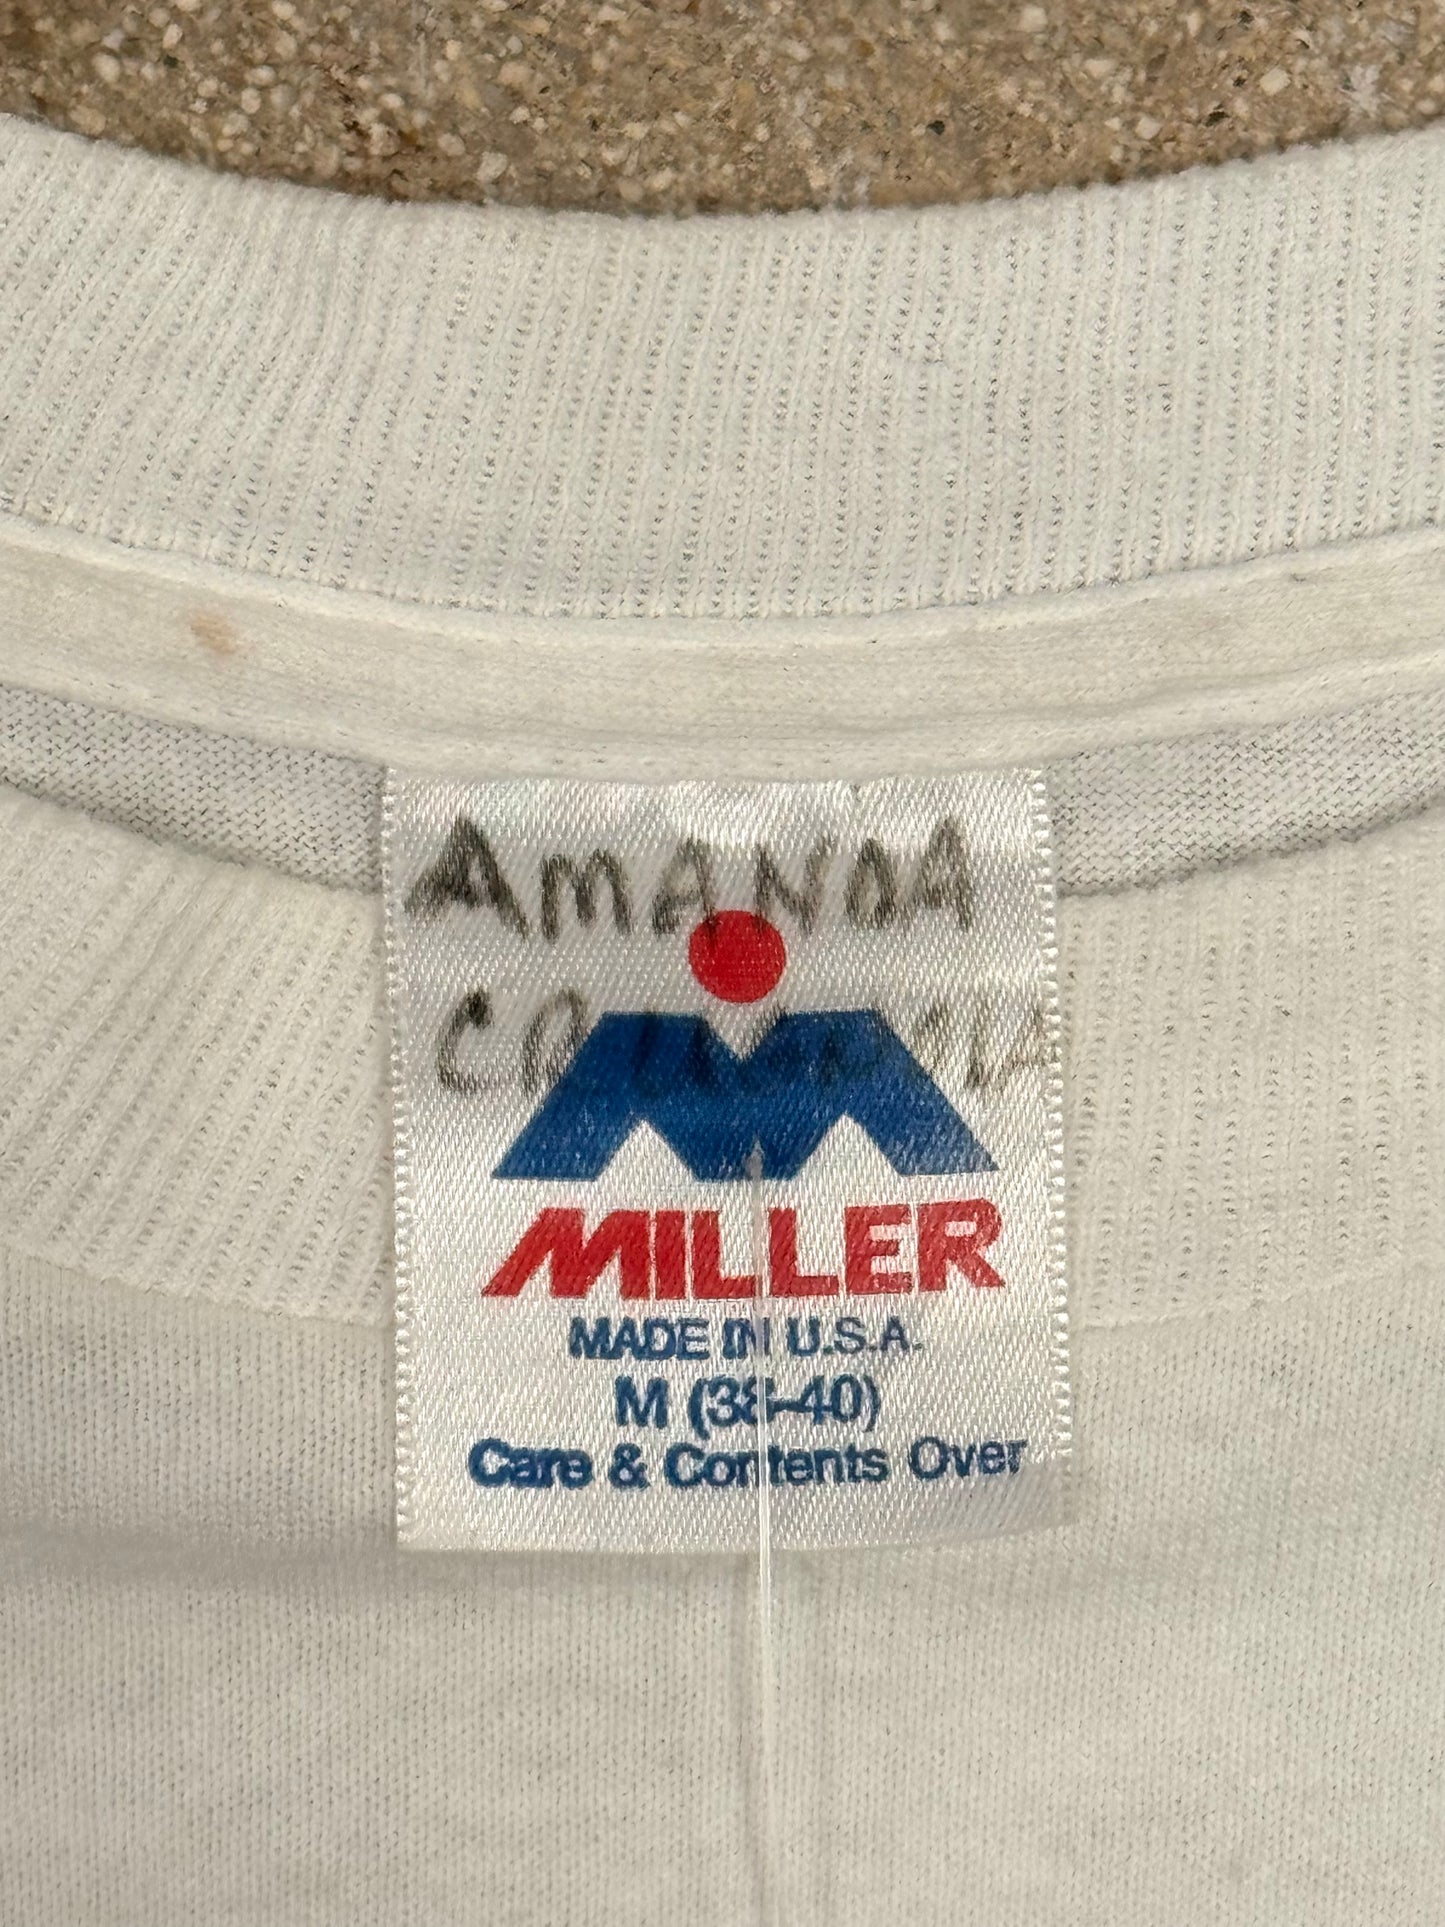 AMANDA
MILLER
MADE IN U.S.A.
M (38-40)
Care & Contents Over